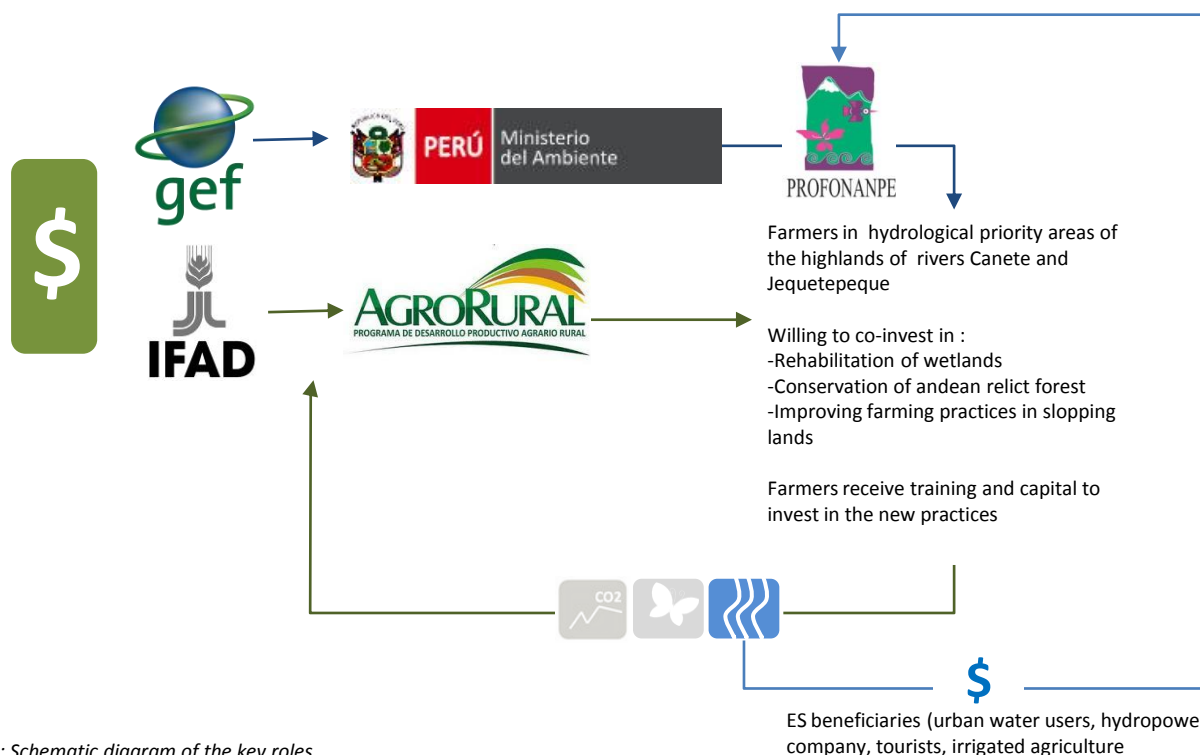 $
gef
PERÚ
Ministerio
del Ambiente
PROFONANPE
IFAD
AGRORURAL
PROGRAMA DE DESARROLLO PRODUCTIVO AGRARIO RURAL
Farmers in hydrological priority areas of
the highlands of rivers Canete and
Jequetepeque
Willing to co-invest in :
-Rehabilitation of wetlands
-Conservation of andean relict forest
-Improving farming practices in slopping
lands
Farmers receive training and capital to
invest in the new practices
CO2
$
ES beneficiaries (urban water users, hydropowe
company, tourists, irrigated agriculture
: Schematic diagram of the key roles